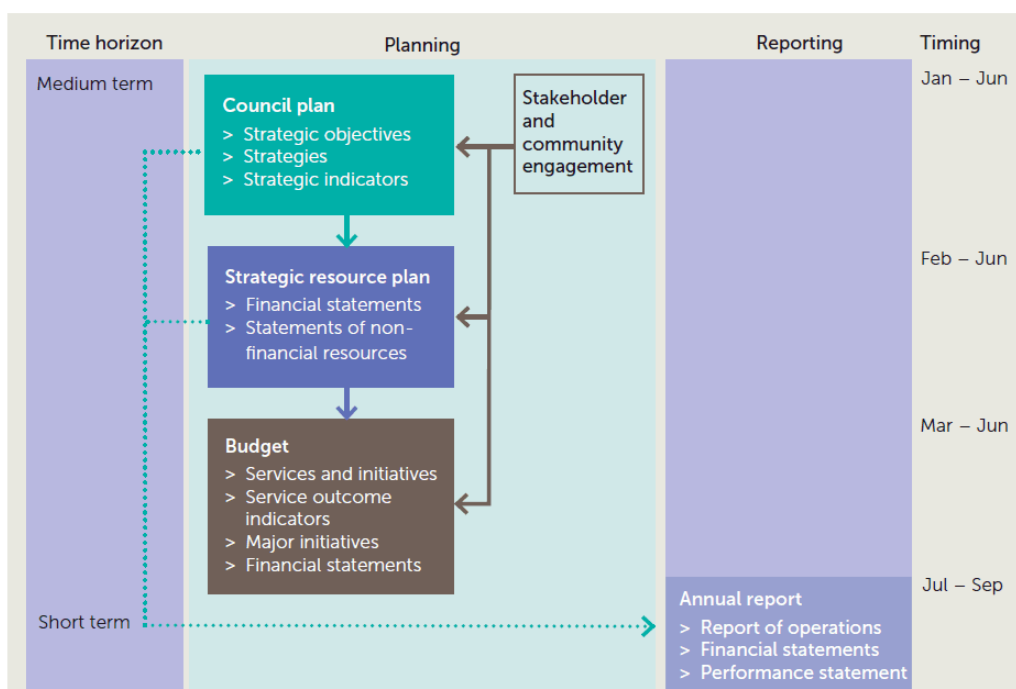 Time horizon
Planning
Reporting
Timing
Medium term
Council plan
> Strategic objectives
> Strategies
> Strategic indicators
Stakeholder
and
community
engagement
Jan – Jun
Strategic resource plan
> Financial statements
> Statements of non-
financial resources
Feb – Jun
Budget
> Services and initiatives
> Service outcome
indicators
> Major initiatives
> Financial statements
Mar – Jun
Short term
Annual report
> Report of operations
> Financial statements
> Performance statement
Jul – Sep